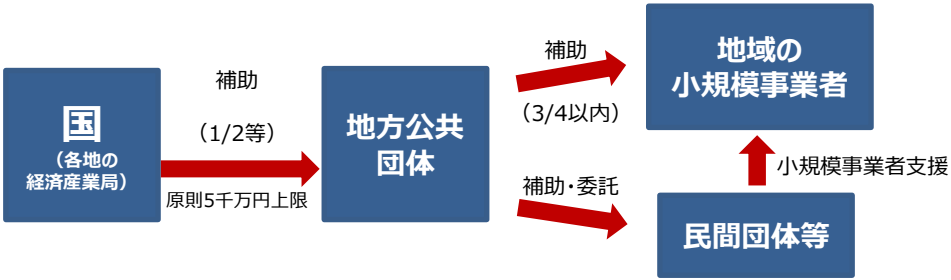 国
（各地の
経済産業局）
補助
（1/2等）
原則5千万円上限
地方公共
団体
補助
（3/4以内）
補助・委託
地域の
小規模事業者
小規模事業者支援
民間団体等